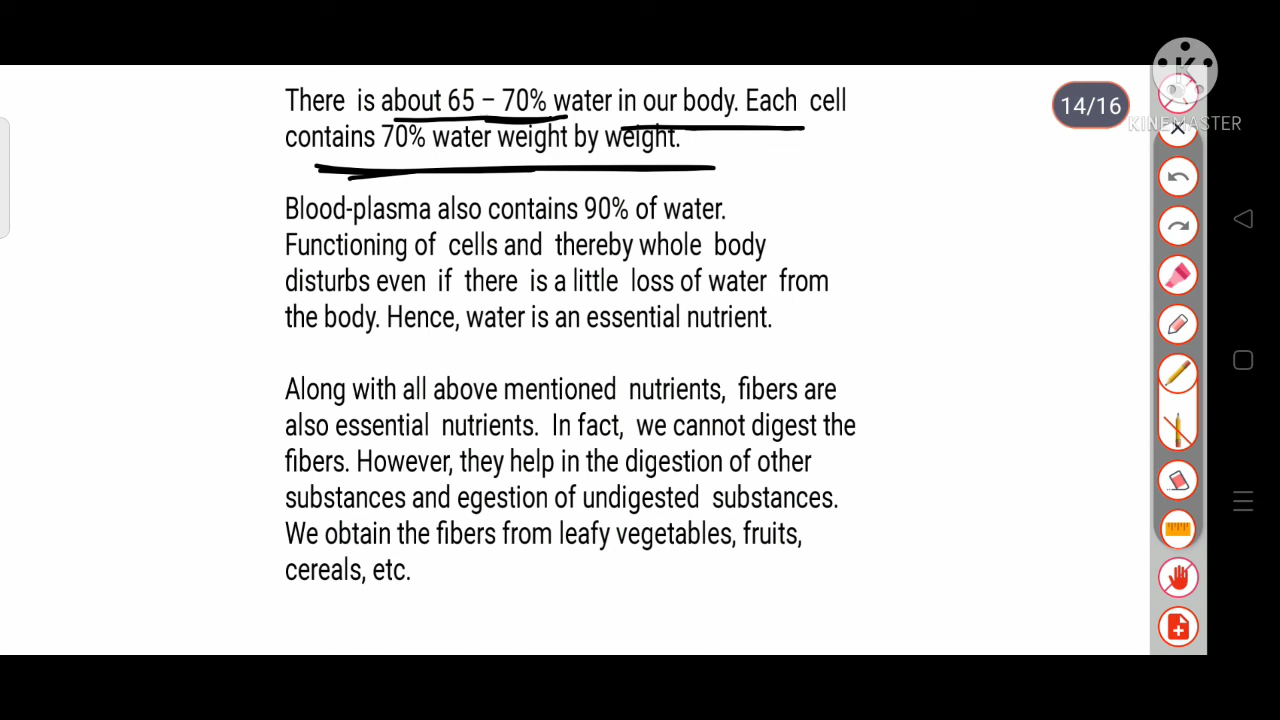 There is about 65 – 70% water in our body. Each cell
contains 70% water weight by weight.
Blood-plasma also contains 90% of water.
Functioning of cells and thereby whole body
disturbs even if there is a little loss of water from
the body. Hence, water is an essential nutrient.
Along with all above mentioned nutrients, fibers are
also essential nutrients. In fact, we cannot digest the
fibers. However, they help in the digestion of other
substances and egestion of undigested substances.
We obtain the fibers from leafy vegetables, fruits,
cereals, etc.
14/16
K
KINEMASTER